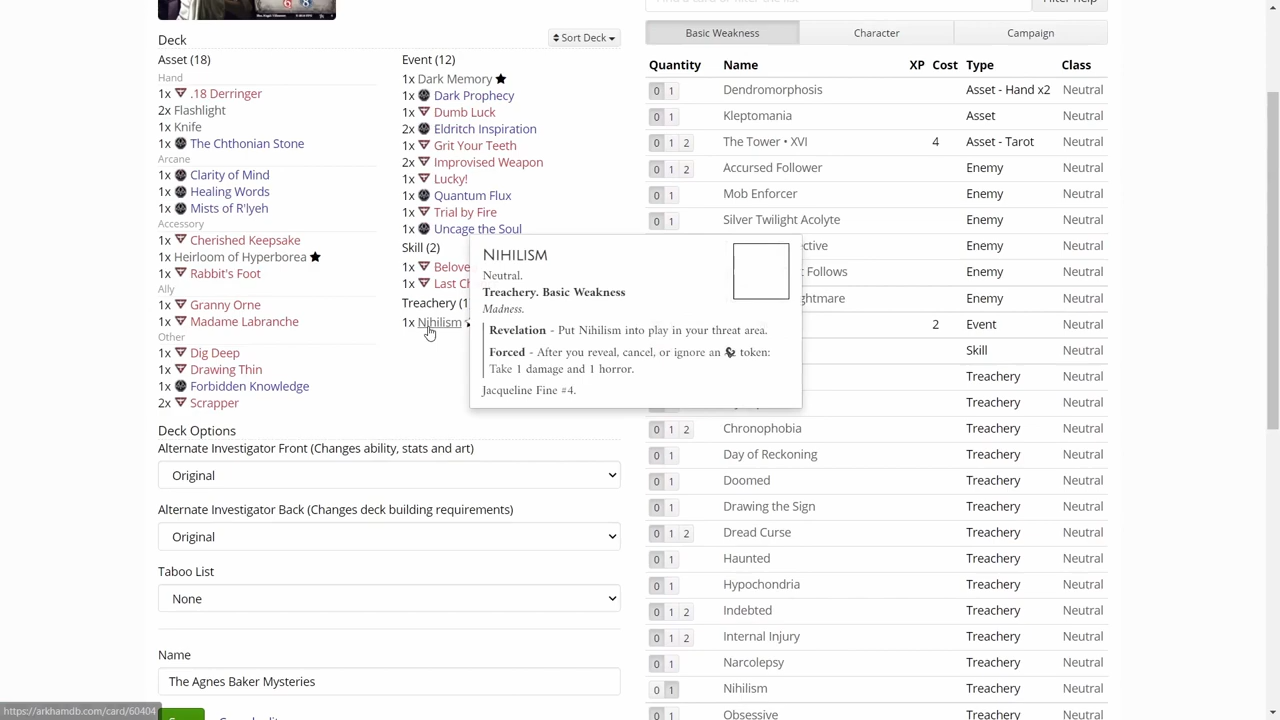 Deck
Sort Deck
Asset (18)
Hand
1x .18 Derringer
2x Flashlight
1x Knife
1x The Chthonian Stone
Arcane
1x Clarity of Mind
1x Healing Words
1x Mists of R'lyeh
Accessory
1x Cherished Keepsake
1x Heirloom of Hyperborea
1x Rabbit's Foot
Ally
1x Granny Orne
1x Madame Labranche
Other
1x Dig Deep
1x Drawing Thin
1x Forbidden Knowledge
2x Scrapper
Event (12)
1x Dark Memory
1x Dark Prophecy
1x Dumb Luck
2x Eldritch Inspiration
1x Grit Your Teeth
2x Improvised Weapon
1x Lucky!
1x Quantum Flux
1x Trial by Fire
1x Uncage the Soul
Skill (2)
1x Belove
1x Last Ch
Treachery (1
1x Nihilism
Nihilism
Neutral.
Treachery. Basic Weakness
Madness.
Revelation - Put Nihilism into play in your threat area.
Forced - After you reveal, cancel, or ignore an token:
Take 1 damage and 1 horror.
Jacqueline Fine #4.
Deck Options
Alternate Investigator Front (Changes ability, stats and art)
Original
Alternate Investigator Back (Changes deck building requirements)
Original
Taboo List
None
Name
The Agnes Baker Mysteries
https://arkhamdb.com/card/60404
Basic Weakness Character Campaign
Quantity Name XP Cost Type Class
0 1 Dendromorphosis Asset - Hand x2 Neutral
0 1 Kleptomania Asset Neutral
0 1 2 The Tower • XVI 4 Asset - Tarot Neutral
0 1 2 Accursed Follower Enemy Neutral
0 1 Mob Enforcer Enemy Neutral
0 1 Silver Twilight Acolyte Enemy Neutral
ective Enemy Neutral
t Follows Enemy Neutral
ghtmare Enemy Neutral
2 Event Neutral
Skill Neutral
Treachery Neutral
Treachery Neutral
0 1 2 Chronophobia Treachery Neutral
0 1 Day of Reckoning Treachery Neutral
0 1 Doomed Treachery Neutral
0 1 Drawing the Sign Treachery Neutral
0 1 2 Dread Curse Treachery Neutral
0 1 Haunted Treachery Neutral
0 1 Hypochondria Treachery Neutral
0 1 2 Indebted Treachery Neutral
0 1 2 Internal Injury Treachery Neutral
0 1 Narcolepsy Treachery Neutral
0 1 Nihilism Treachery Neutral
0 1 Obsessive Treachery Neutral